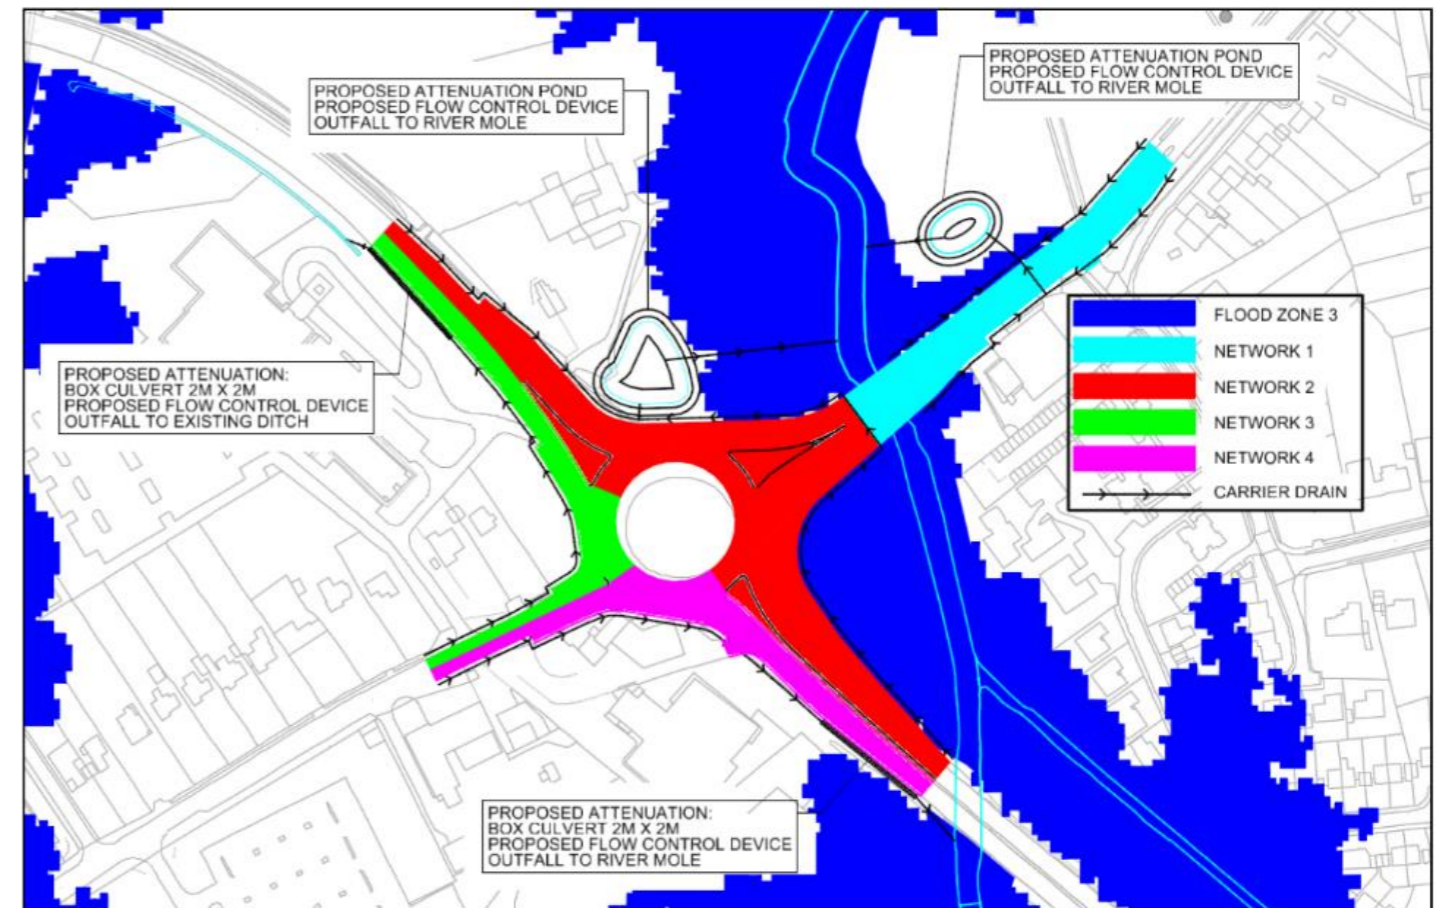 PROPOSED ATTENUATION POND
PROPOSED FLOW CONTROL DEVICE
OUTFALL TO RIVER MOLE
PROPOSED ATTENUATION POND
PROPOSED FLOW CONTROL DEVICE
OUTFALL TO RIVER MOLE
FLOOD ZONE 3
NETWORK 1
NETWORK 2
NETWORK 3
NETWORK 4
CARRIER DRAIN
PROPOSED ATTENUATION:
BOX CULVERT 2M X 2M
PROPOSED FLOW CONTROL DEVICE
OUTFALL TO EXISTING DITCH
PROPOSED ATTENUATION:
BOX CULVERT 2M X 2M
PROPOSED FLOW CONTROL DEVICE
OUTFALL TO RIVER MOLE